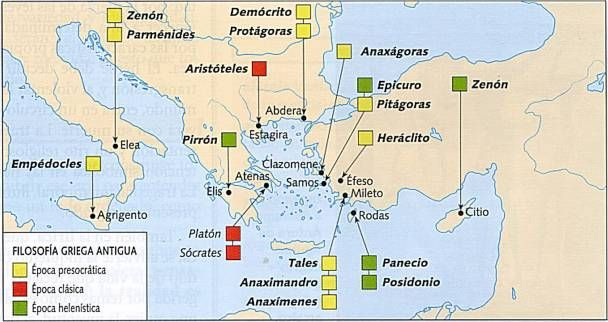 Zenón
Parménides
Demócrito
Protágoras
Anaxágoras
Aristóteles
Epicuro
Pitágoras
Zenón
Abdera
Estagira
Pirrón
Heráclito
Elea
Empédocles
Clazomene
Atenas
Samos
Éfeso
Mileto
Elis
Agrigento
Rodas
Citio
Platón
Sócrates
FILOSOFÍA GRIEGA ANTIGUA
Época presocrática
Época clásica
Época helenística
Tales
Anaximandro
Anaxímenes
Panecio
Posidonio